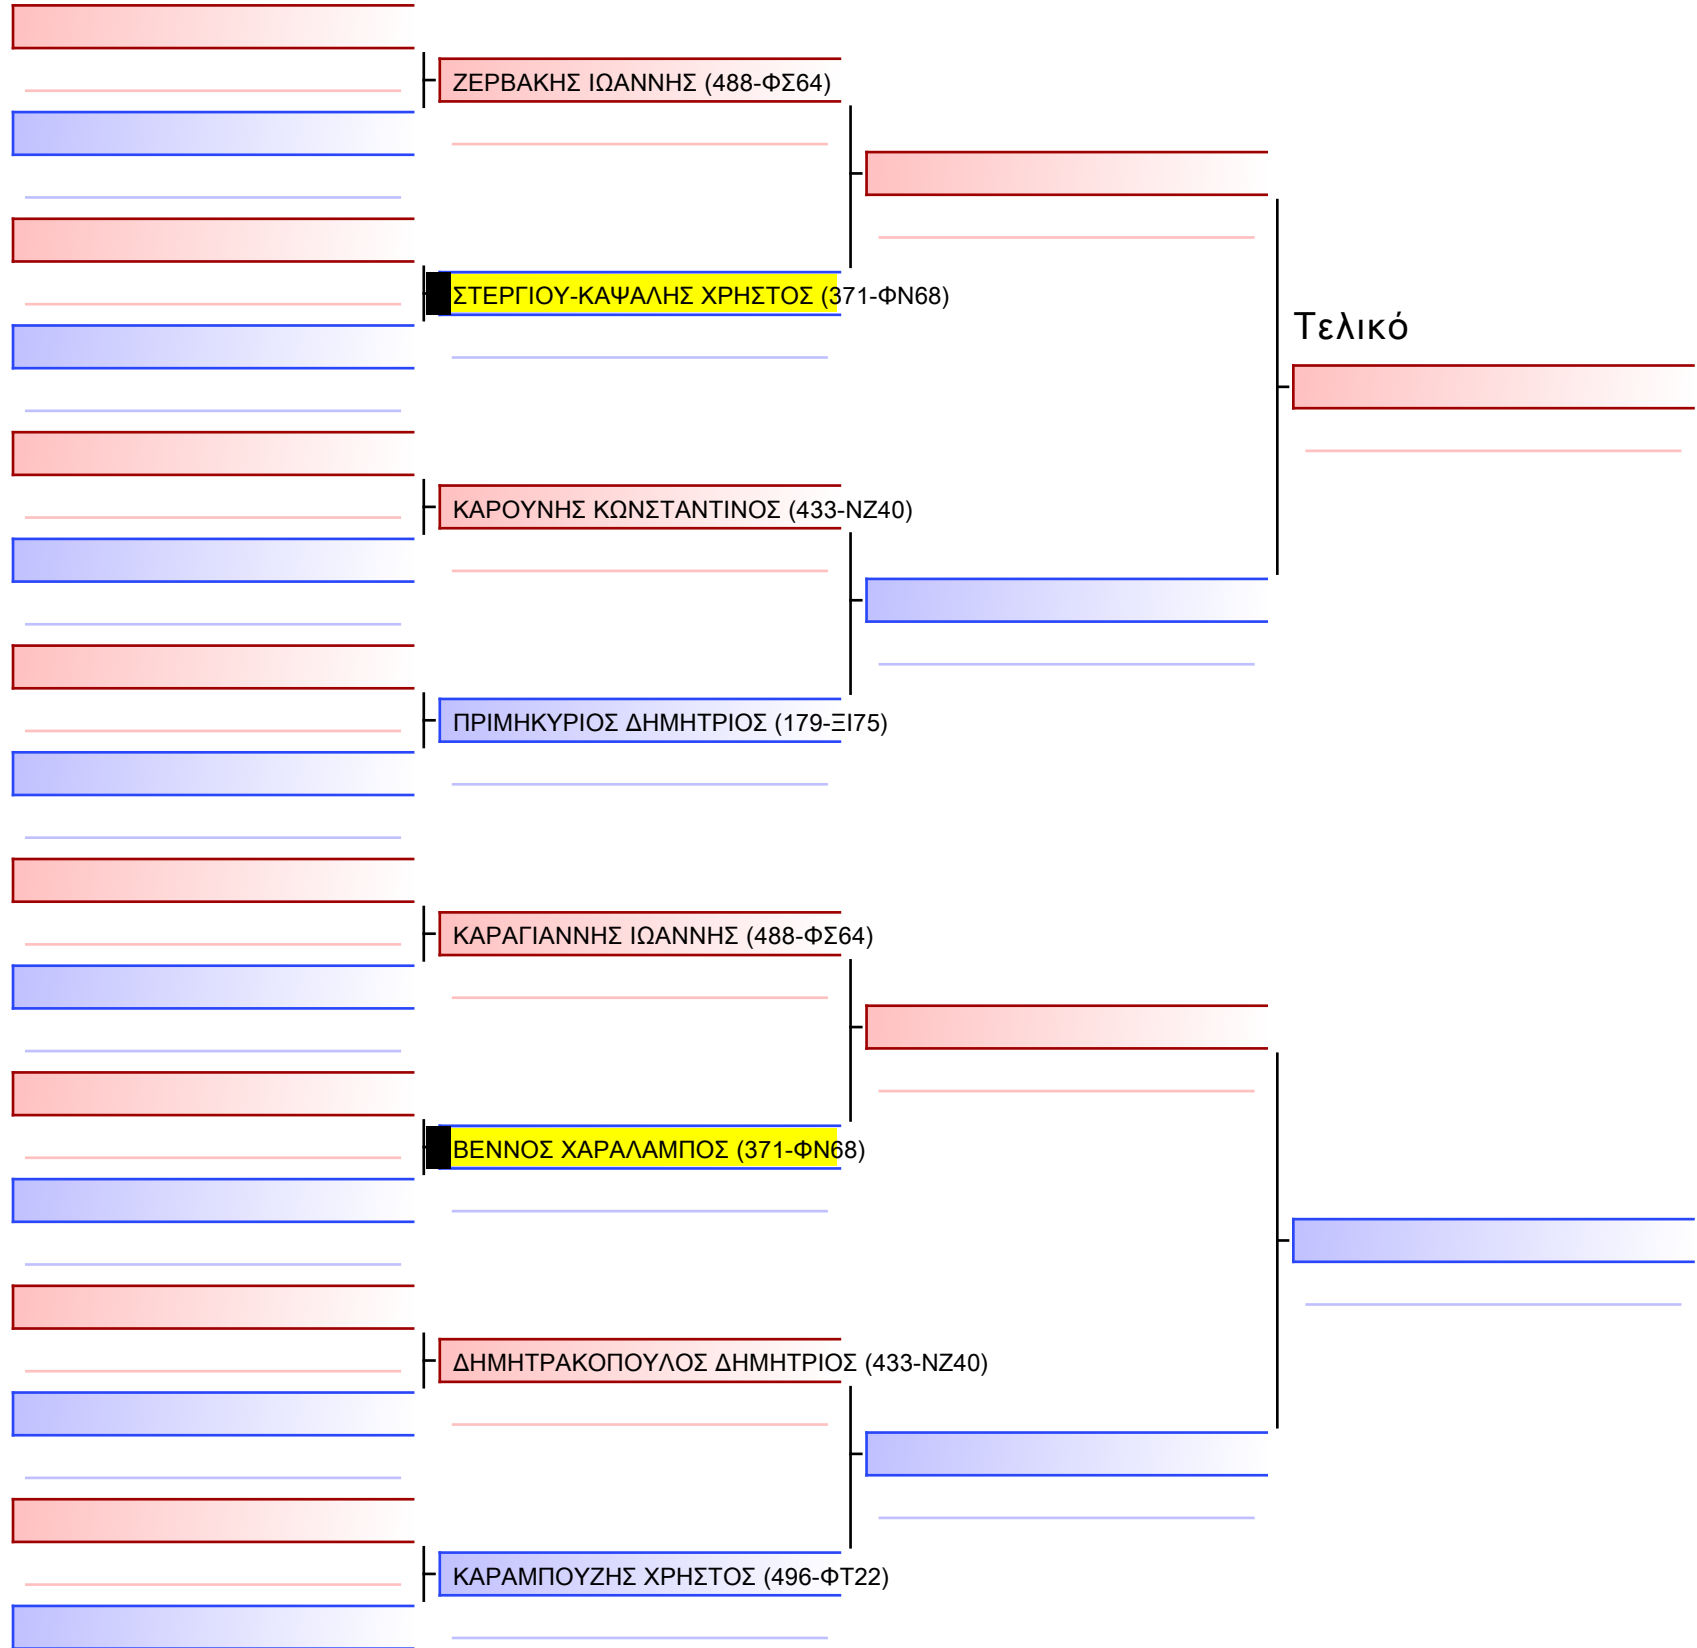 ΖΕΡΒΑΚΗΣ ΙΩΑΝΝΗΣ (488-ΦΣ64)
ΣΤΕΡΓΙΟΥ-ΚΑΨΑΛΗΣ ΧΡΗΣΤΟΣ (371-ΦΝ68)
Τελικό
ΚΑΡΟΥΝΗΣ ΚΩΝΣΤΑΝΤΙΝΟΣ (433-ΝΖ40)
ΠΡΙΜΗΚΥΡΙΟΣ ΔΗΜΗΤΡΙΟΣ (179-ΞΙ75)
ΚΑΡΑΓΙΑΝΝΗΣ ΙΩΑΝΝΗΣ (488-ΦΣ64)
ΒΕΝΝΟΣ ΧΑΡΑΛΑΜΠΟΣ (371-ΦΝ68)
ΔΗΜΗΤΡΑΚΟΠΟΥΛΟΣ ΔΗΜΗΤΡΙΟΣ (433-ΝΖ40)
ΚΑΡΑΜΠΟΥΖΗΣ ΧΡΗΣΤΟΣ (496-ΦΤ22)